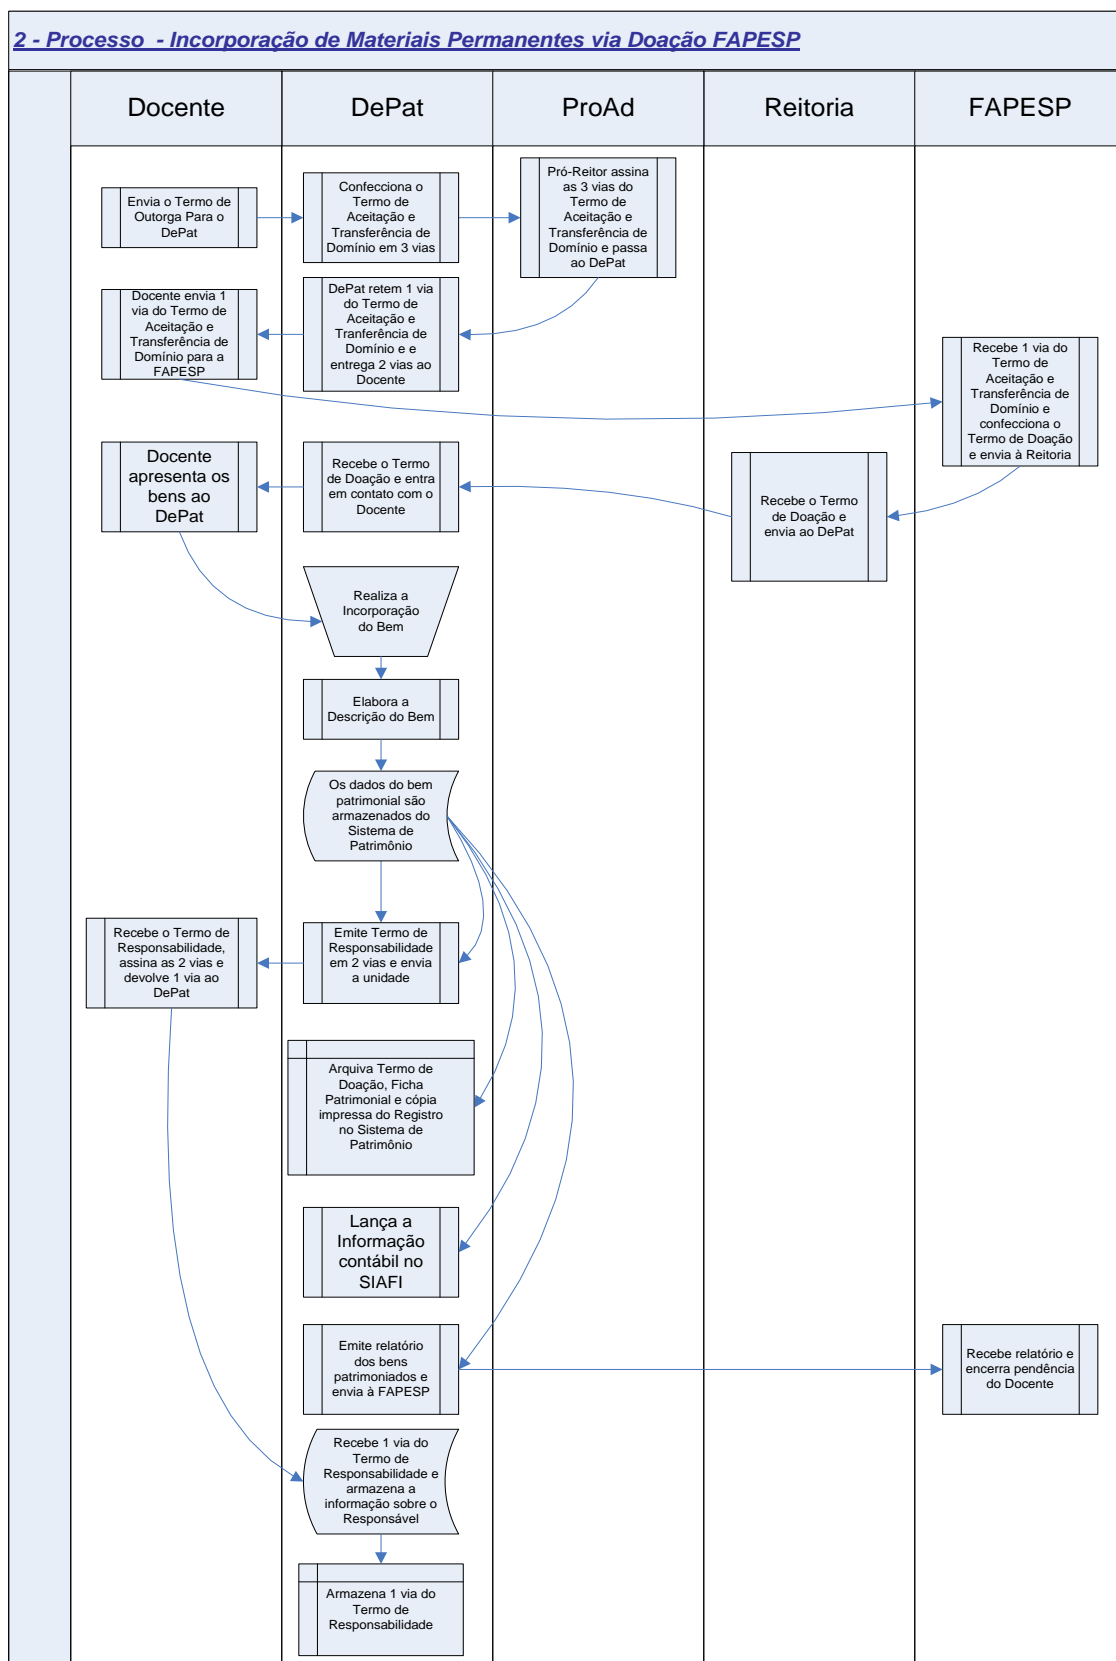 2 - Processo - Incorporação de Materiais Permanentes via Doação FAPESP
Docente
DePat
ProAd
Reitoria
FAPESP
Envia o Termo de
Outorga Para o
DePat
Confecciona o
Termo de
Aceitação e
Transferência de
Domínio em 3 vias
Pró-Reitor assina
as 3 vias do
Termo de
Aceitação e
Transferência de
Domínio e passa
ao DePat
Docente envia 1
via do Termo de
Aceitação e
Transferência de
Domínio para a
FAPESP
DePat retem 1 via
do Termo de
Aceitação e
Tranferência de
Domínio e e
entrega 2 vias ao
Docente
Recebe 1 via do
Termo de
Aceitação e
Transferência de
Domínio e
confecciona o
Termo de Doação
e envia à Reitoria
Docente
apresenta os
bens ao
DePat
Recebe o Termo
de Doação e entra
em contato com o
Docente
Recebe o Termo
de Doação e
envia ao DePat
Realiza a
Incorporação
do Bem
Elabora a
Descrição do Bem
Os dados do bem
patrimonial são
armazenados do
Sistema de
Patrimônio
Recebe o Termo de
Responsabilidade,
assina as 2 vias e
devolve 1 via ao
DePat
Emite Termo de
Responsabilidade
em 2 vias e envia
a unidade
Arquiva Termo de
Doação, Ficha
Patrimonial e cópia
impressa do Registro
no Sistema de
Patrimônio
Lança a
Informação
contábil no
SIAFI
Emite relatório
dos bens
patrimoniados e
envia à FAPESP
Recebe relatório e
encerra pendência
do Docente
Recebe 1 via do
Termo de
Responsabilidade e
armazena a
informação sobre o
Responsável
Armazena 1 via do
Termo de
Responsabilidade